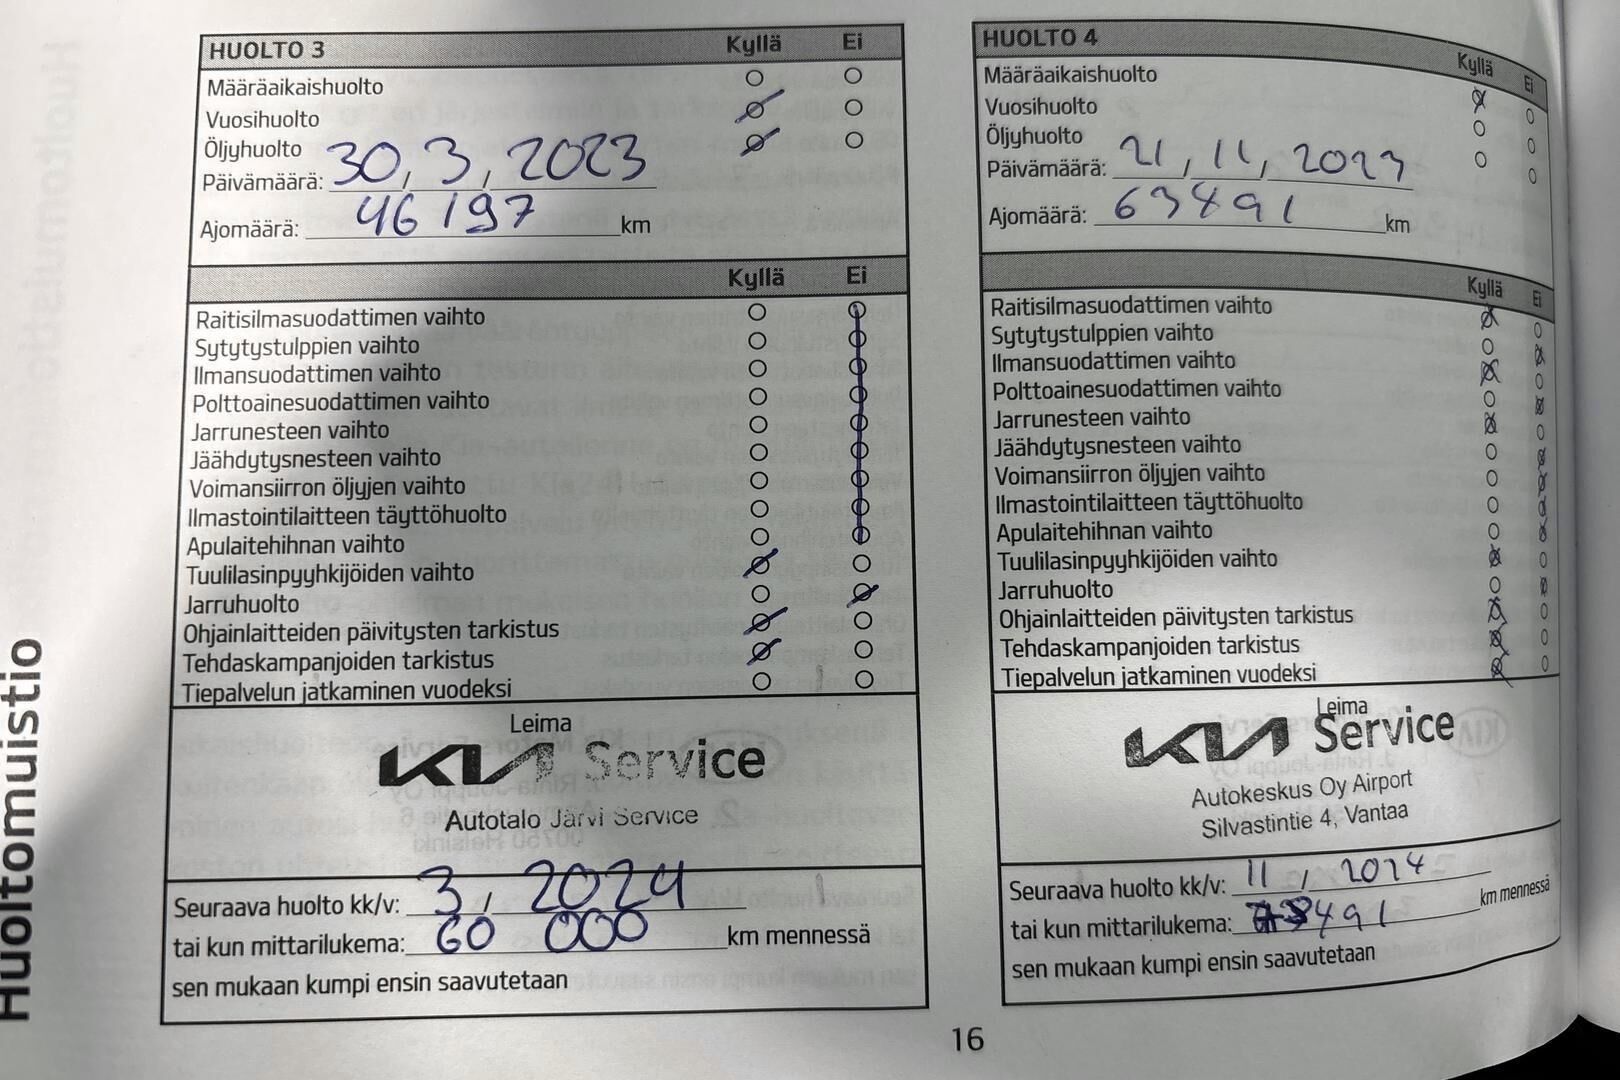 Huoltomuistio
HUOLTO 3 Kyllä Ei
Määräaikaishuolto
Vuosihuolto
Öljyhuolto
Päivämäärä: 30, 3, 2023
Ajomäärä: 46 197 km
Kyllä Ei
Raitisilmasuodattimen vaihto
Sytytystulppien vaihto
Ilmansuodattimen vaihto
Polttoainesuodattimen vaihto
Jarrunesteen vaihto
Jäähdytysnesteen vaihto
Voimansiirron öljyjen vaihto
Ilmastointilaitteen täyttöhuolto
Apulaitehihnan vaihto
Tuulilasinpyyhkijöiden vaihto
Jarruhuolto
Ohjainlaitteiden päivitysten tarkistus
Tehdaskampanjoiden tarkistus
Tiepalvelun jatkaminen vuodeksi
Leima
KIA Service
Autotalo Järvi Service
Seuraava huolto kk/v: 3 / 2024
tai kun mittarilukema: 60 000 km mennessä
sen mukaan kumpi ensin saavutetaan
HUOLTO 4 Kyllä Ei
Määräaikaishuolto
Vuosihuolto
Öljyhuolto
Päivämäärä: 21, 11, 2023
Ajomäärä: 63491 km
Kyllä Ei
Raitisilmasuodattimen vaihto
Sytytystulppien vaihto
Ilmansuodattimen vaihto
Polttoainesuodattimen vaihto
Jarrunesteen vaihto
Jäähdytysnesteen vaihto
Voimansiirron öljyjen vaihto
Ilmastointilaitteen täyttöhuolto
Apulaitehihnan vaihto
Tuulilasinpyyhkijöiden vaihto
Jarruhuolto
Ohjainlaitteiden päivitysten tarkistus
Tehdaskampanjoiden tarkistus
Tiepalvelun jatkaminen vuodeksi
Leima
KIA Service
Autokeskus Oy Airport
Silvastintie 4, Vantaa
Seuraava huolto kk/v: 11 / 2024
tai kun mittarilukema: km mennessä
sen mukaan kumpi ensin saavutetaan
16